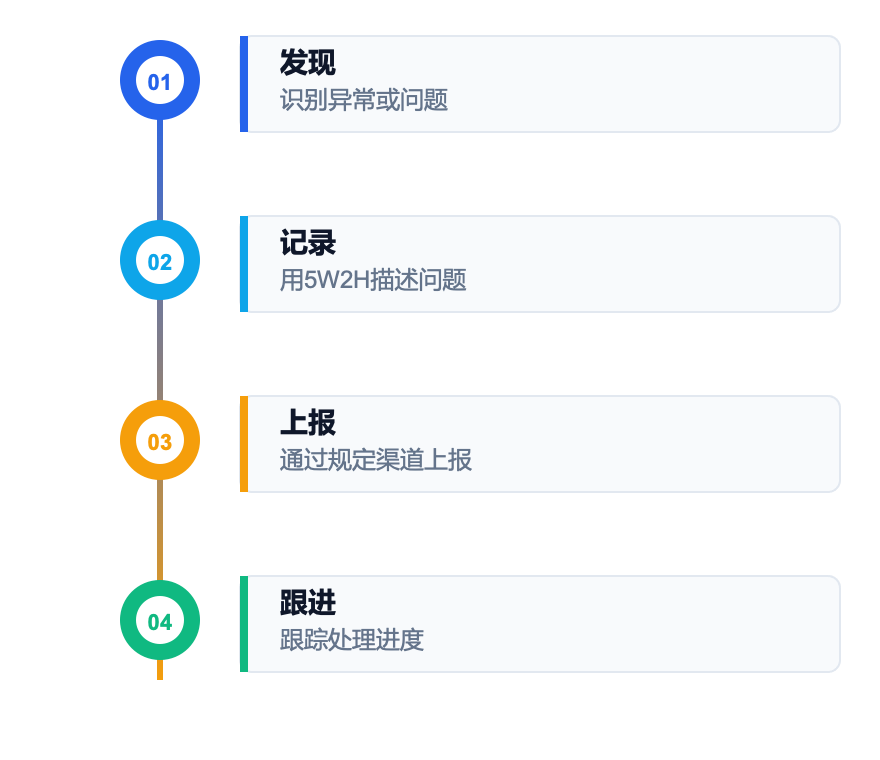 01
发现
识别异常或问题
02
记录
用5W2H描述问题
03
上报
通过规定渠道上报
04
跟进
跟踪处理进度